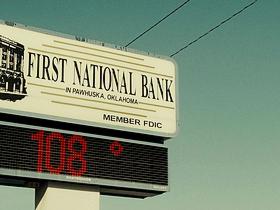 FIRST NATIONAL BANK
IN PAWHUSKA, OKLAHOMA
MEMBER FDIC
108°